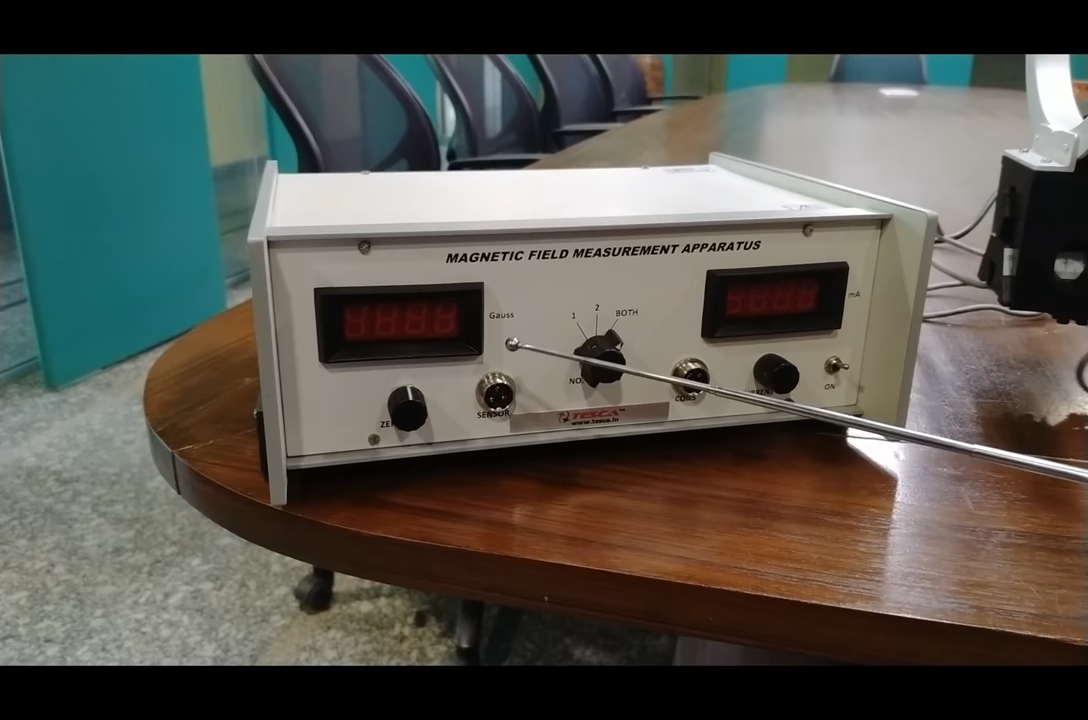 MAGNETIC FIELD MEASUREMENT APPARATUS
Gauss
1
2
BOTH
mA
SENSOR
COILS
ON
TESCA
www.tesca.in